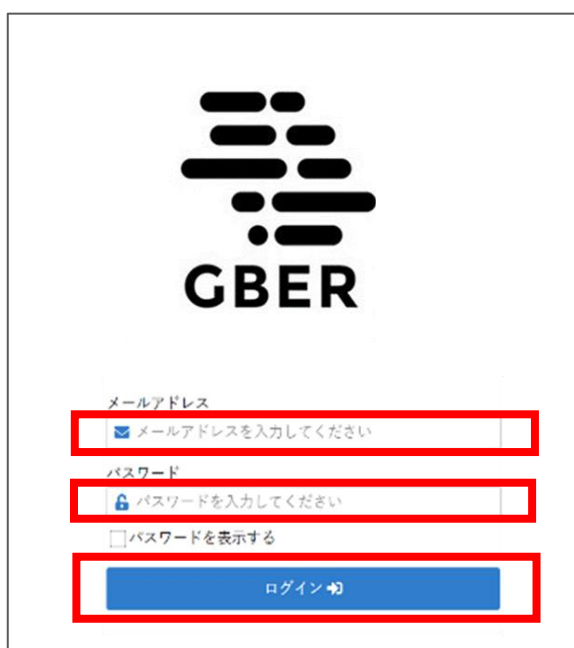 GBER
メールアドレス
メールアドレスを入力してください
パスワード
パスワードを入力してください
パスワードを表示する
ログイン